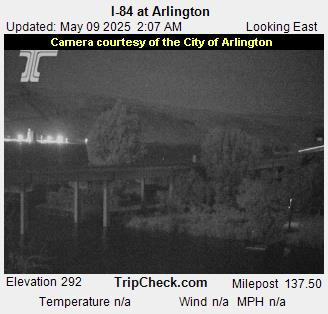 I-84 at Arlington
Updated: May 09 2025 2:07 AM Looking East
Camera courtesy of the City of Arlington
Elevation 292 TripCheck.com Milepost 137.50
Temperature n/a Wind n/a MPH n/a